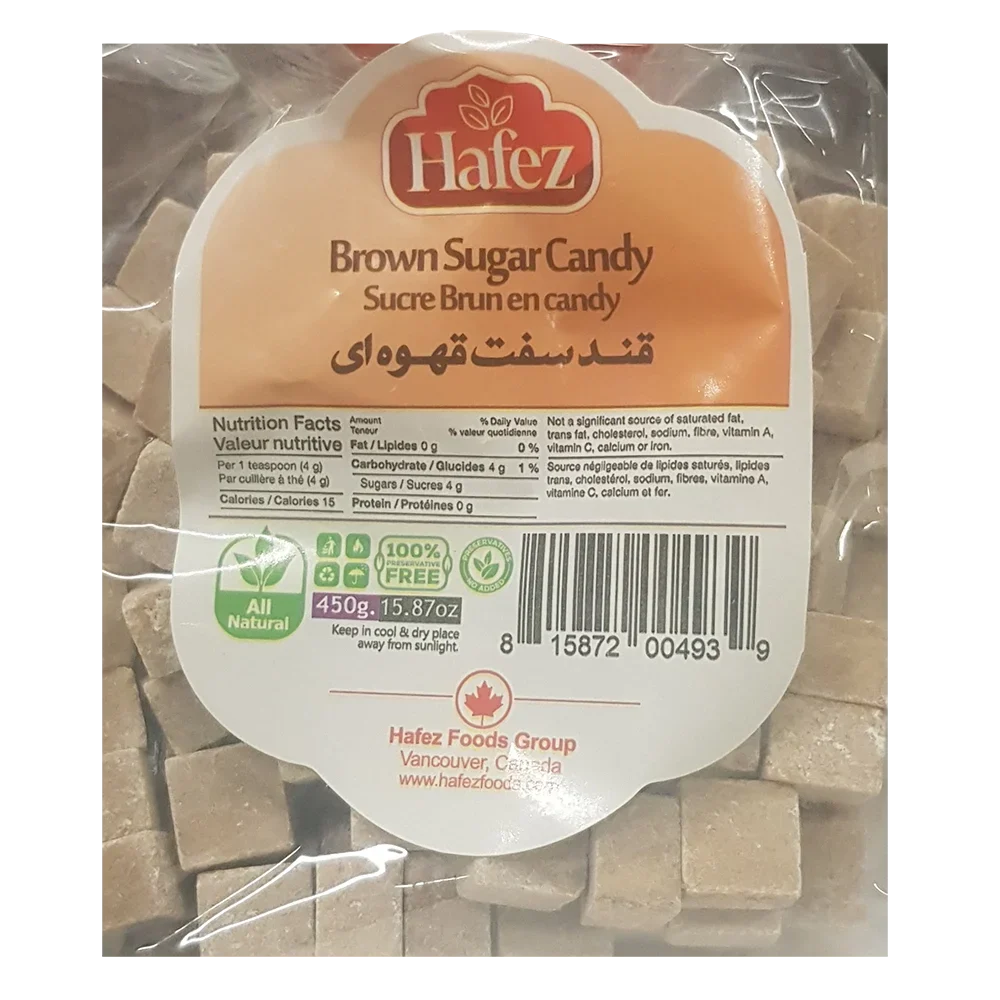 Hafez
Brown Sugar Candy
Sucre Brun en candy
قند سفت قهوه ای
Nutrition Facts
Valeur nutritive
Per 1 teaspoon (4 g)
Par cuillère à thé (4 g)
Calories / Calories 15
Amount % Daily Value
Teneur % valeur quotidienne
Fat / Lipides 0 g 0 %
Carbohydrate / Glucides 4 g 1 %
Sugars / Sucres 4 g
Protein / Protéines 0 g
Not a significant source of saturated fat,
trans fat, cholesterol, sodium, fibre, vitamin A,
vitamin C, calcium or iron.
Source négligeable de lipides saturés, lipides
trans, cholestérol, sodium, fibres, vitamine A,
vitamine C, calcium et fer.
All
Natural
100%
PRESERVATIVE
FREE
PRESERVATIVES
NO ADDED
450g. 15.87oz
Keep in cool & dry place
away from sunlight.
8 15872 00493 9
Hafez Foods Group
Vancouver, Canada
www.hafezfoods.com